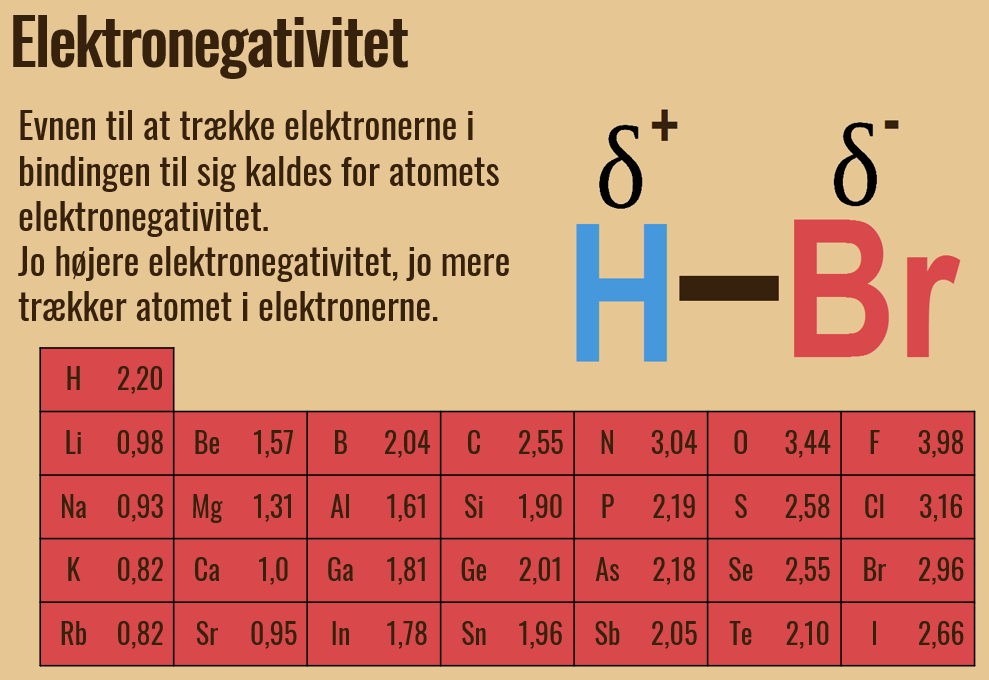 Elektronegativitet
Evnen til at trække elektronerne i
bindingen til sig kaldes for atomets
elektronegativitet.
Jo højere elektronegativitet, jo mere
trækker atomet i elektronerne.
δ+ δ-
H—Br
H 2,20
Li 0,98 Be 1,57 B 2,04 C 2,55 N 3,04 O 3,44 F 3,98
Na 0,93 Mg 1,31 Al 1,61 Si 1,90 P 2,19 S 2,58 Cl 3,16
K 0,82 Ca 1,0 Ga 1,81 Ge 2,01 As 2,18 Se 2,55 Br 2,96
Rb 0,82 Sr 0,95 In 1,78 Sn 1,96 Sb 2,05 Te 2,10 I 2,66